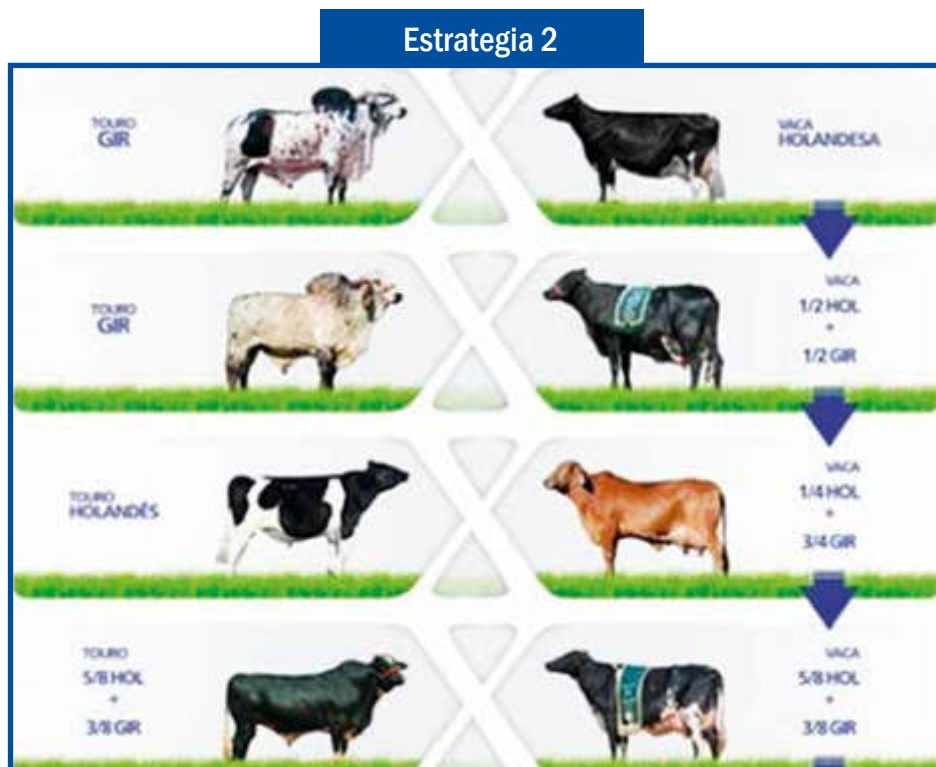 Estrategia 2
TOURO
GIR
VACA
HOLANDESA
TOURO
GIR
VACA
1/2 HOL
+
1/2 GIR
TOURO
HOLANDÊS
VACA
1/4 HOL
+
3/4 GIR
TOURO
5/8 HOL
+
3/8 GIR
VACA
5/8 HOL
+
3/8 GIR